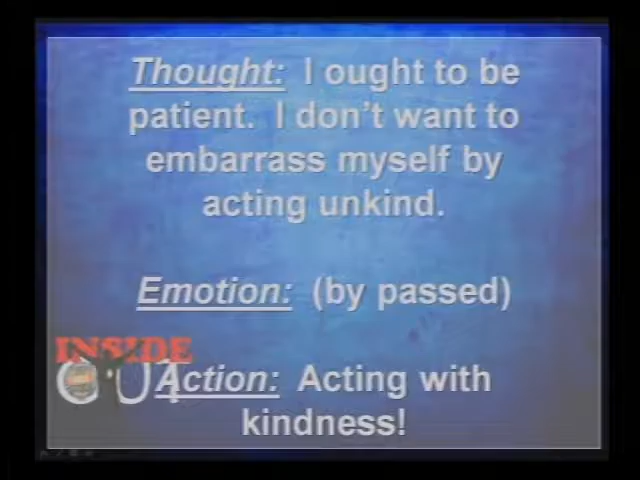 Thought: I ought to be
patient. I don't want to
embarrass myself by
acting unkind.
Emotion: (by passed)
INSIDE
OUT
Action: Acting with
kindness!